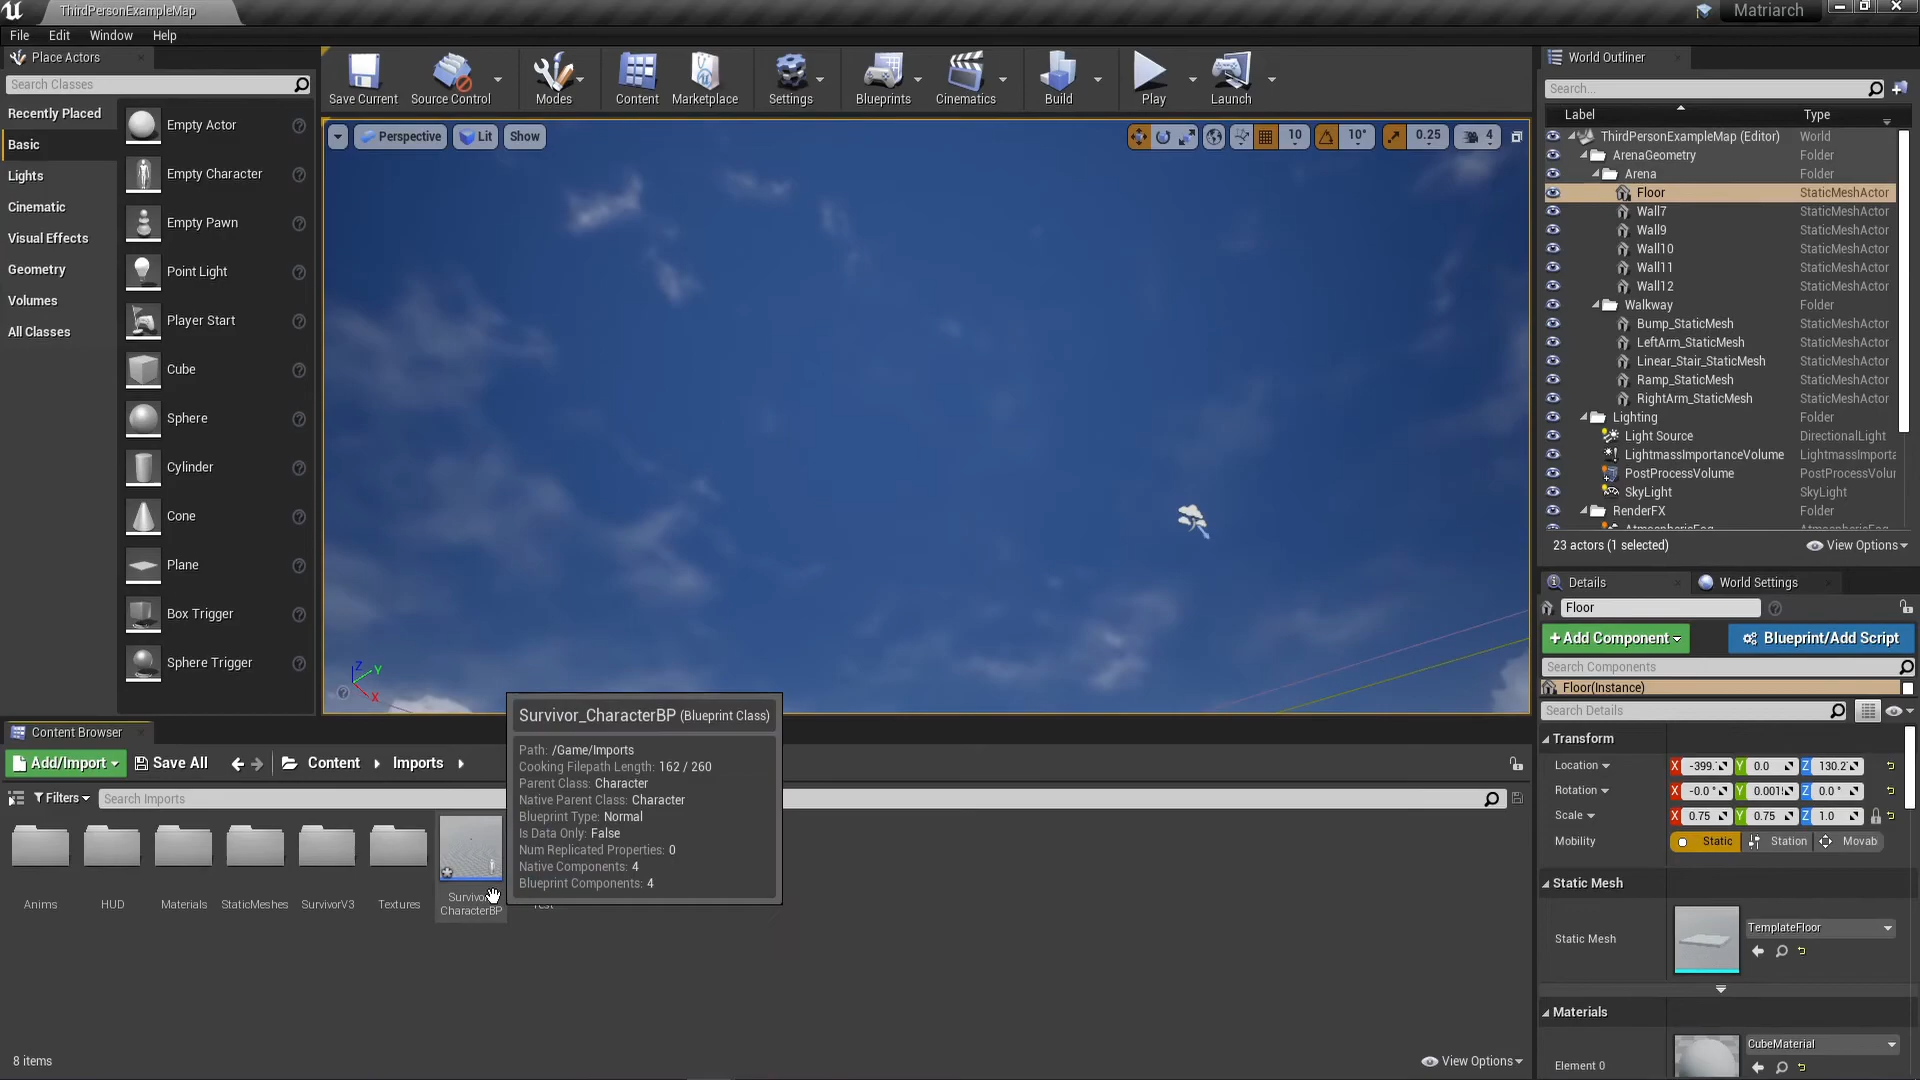 ThirdPersonExampleMap
Matriarch
File Edit Window Help
Place Actors
Search Classes
Recently Placed
Basic
Lights
Cinematic
Visual Effects
Geometry
Volumes
All Classes
Empty Actor
Empty Character
Empty Pawn
Point Light
Player Start
Cube
Sphere
Cylinder
Cone
Plane
Box Trigger
Sphere Trigger
Save Current Source Control Modes Content Marketplace Settings Blueprints Cinematics Build Play Launch
Perspective Lit Show
10 10° 0.25 4
Z Y X
World Outliner
Search...
Label Type
ThirdPersonExampleMap (Editor) World
ArenaGeometry Folder
Arena Folder
Floor StaticMeshActor
Wall7 StaticMeshActor
Wall9 StaticMeshActor
Wall10 StaticMeshActor
Wall11 StaticMeshActor
Wall12 StaticMeshActor
Walkway Folder
Bump_StaticMesh StaticMeshActor
LeftArm_StaticMesh StaticMeshActor
Linear_Stair_StaticMesh StaticMeshActor
Ramp_StaticMesh StaticMeshActor
RightArm_StaticMesh StaticMeshActor
Lighting Folder
Light Source DirectionalLight
LightmassImportanceVolume LightmassImporta
PostProcessVolume PostProcessVolur
SkyLight SkyLight
RenderFX Folder
23 actors (1 selected) View Options
Details World Settings
Floor
+Add Component Blueprint/Add Script
Search Components
Floor(Instance)
Search Details
Transform
Location X -399. Y 0.0 Z 130.2
Rotation X -0.0 ° Y 0.001 Z 0.0 °
Scale X 0.75 Y 0.75 Z 1.0
Mobility Static Station Movab
Static Mesh
Static Mesh TemplateFloor
Materials
Element 0 CubeMaterial
Content Browser
Add/Import Save All Content Imports
Filters Search Imports
Anims HUD Materials StaticMeshes SurvivorV3 Textures
CharacterBP
8 items
View Options
Survivor_CharacterBP (Blueprint Class)
Path: /Game/Imports
Cooking Filepath Length: 162 / 260
Parent Class: Character
Native Parent Class: Character
Blueprint Type: Normal
Is Data Only: False
Num Replicated Properties: 0
Native Components: 4
Blueprint Components: 4